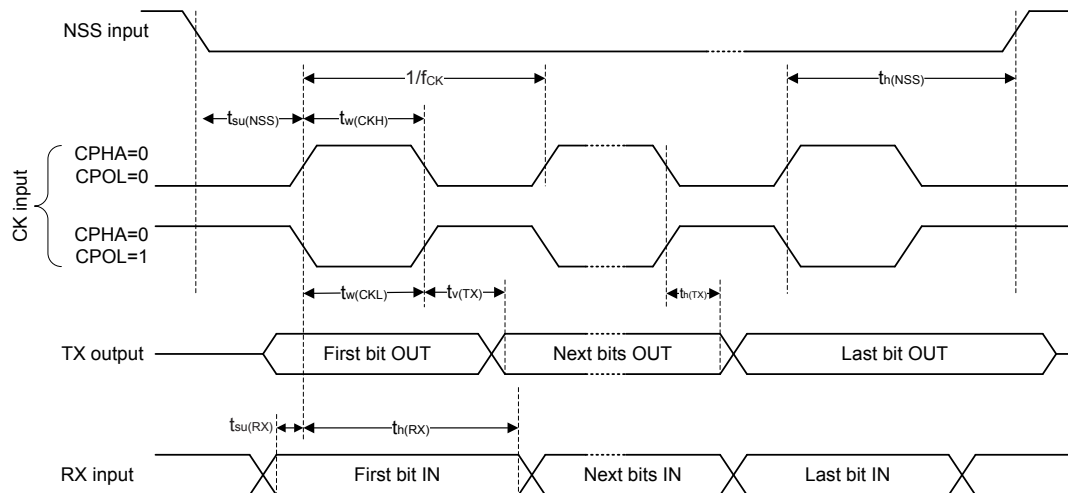 NSS input
1/fCK
th(NSS)
tsu(NSS)
tw(CKH)
CK input
CPHA=0
CPOL=0
CPHA=0
CPOL=1
tw(CKL)
tv(TX)
th(TX)
TX output
First bit OUT
Next bits OUT
Last bit OUT
tsu(RX)
th(RX)
RX input
First bit IN
Next bits IN
Last bit IN